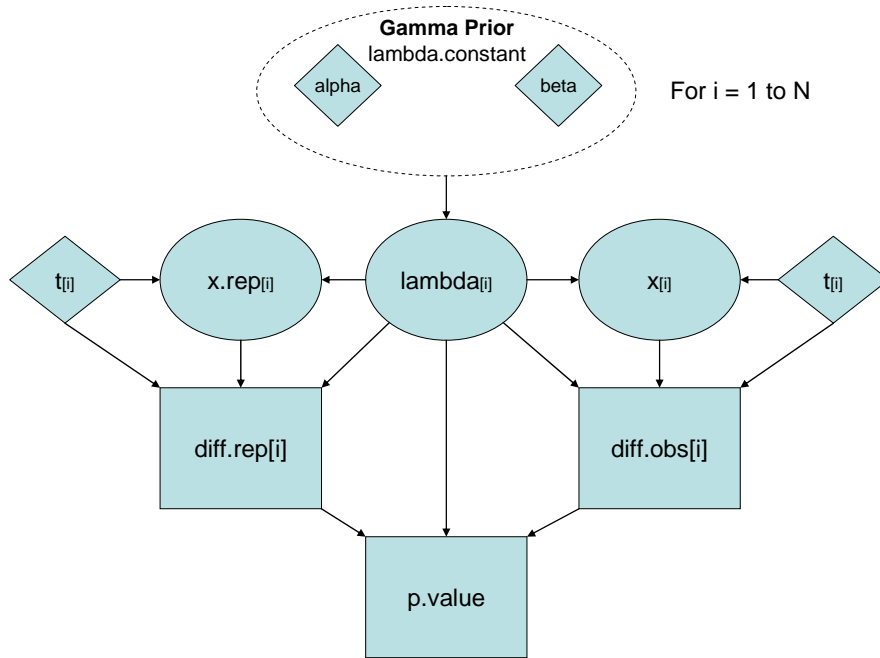 Gamma Prior
lambda.constant
alpha
beta
For i = 1 to N
t[i]
x.rep[i]
lambda[i]
x[i]
t[i]
diff.rep[i]
diff.obs[i]
p.value